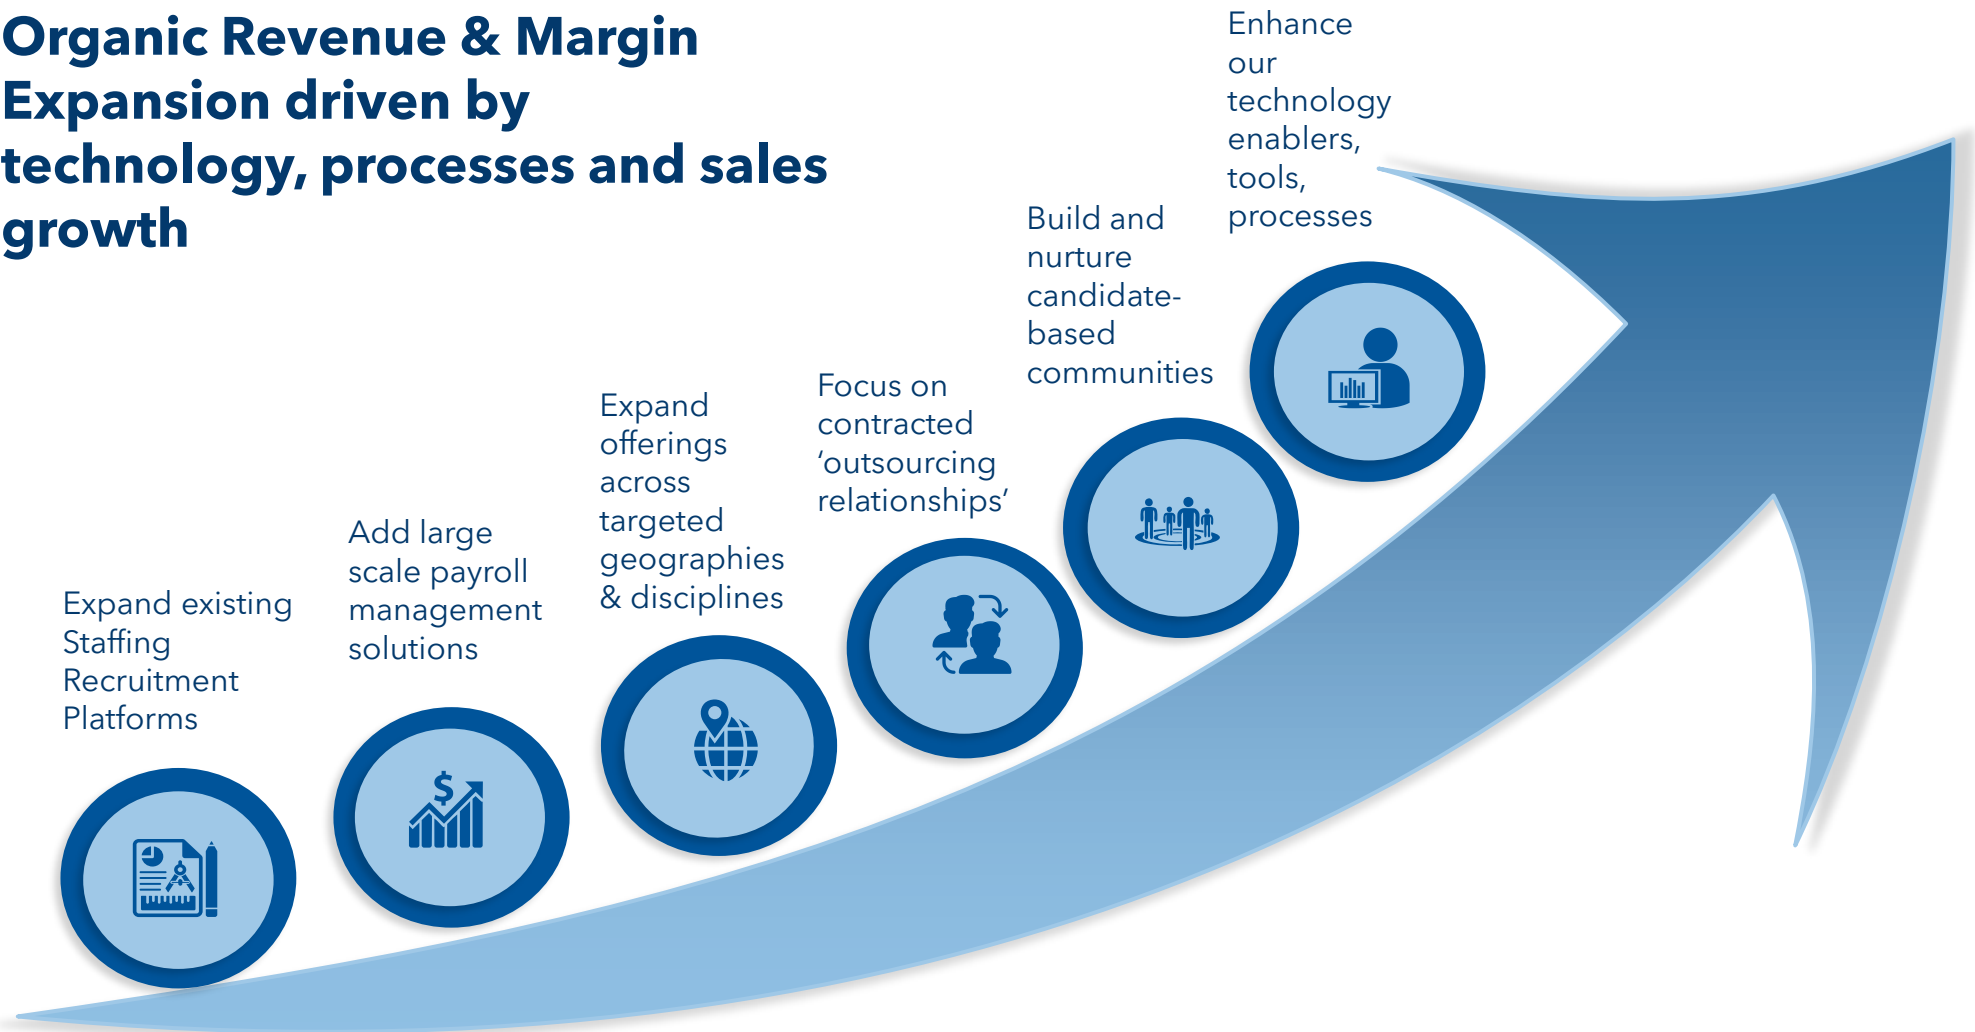 Organic Revenue & Margin
Expansion driven by
technology, processes and sales
growth
Expand existing
Staffing
Recruitment
Platforms
Add large
scale payroll
management
solutions
Expand
offerings
across
targeted
geographies
& disciplines
Focus on
contracted
‘outsourcing
relationships’
Build and
nurture
candidate-
based
communities
Enhance
our
technology
enablers,
tools,
processes
$